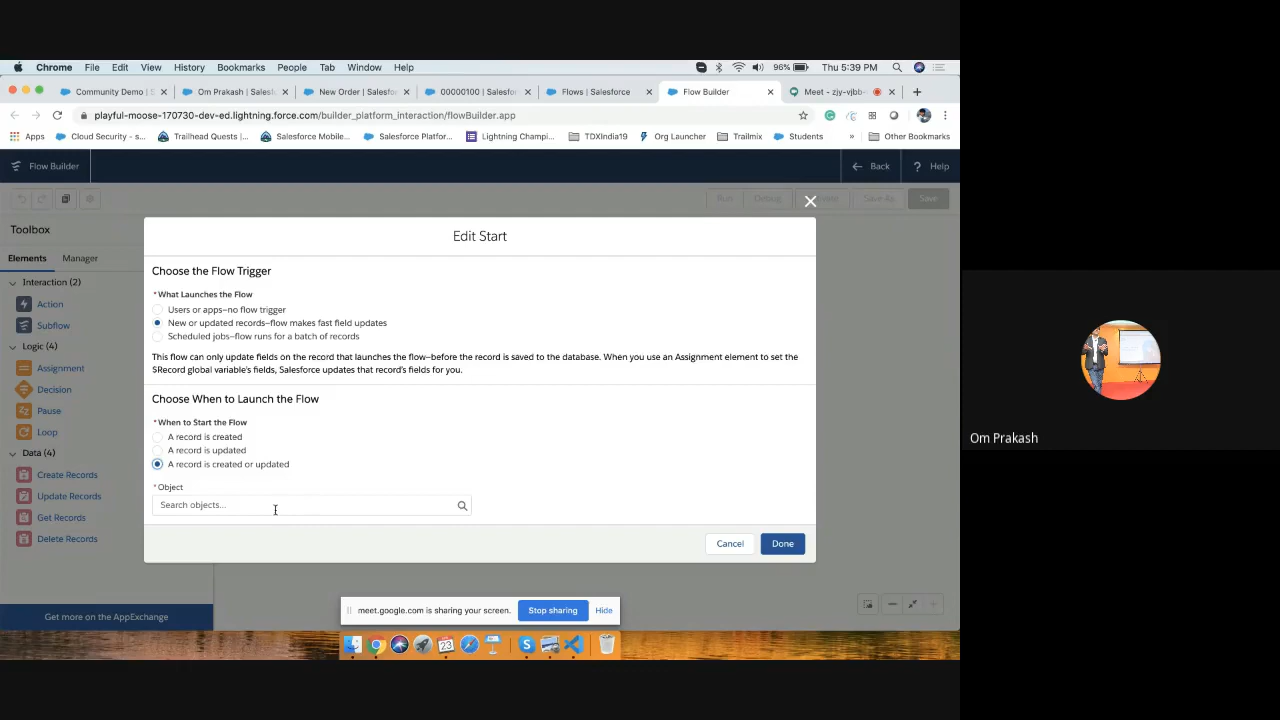 Chrome File Edit View History Bookmarks People Tab Window Help
96% Thu 5:39 PM
Community Demo | S
Om Prakash | Salesf
New Order | Salesfo
00000100 | Salesfo
Flows | Salesforce
Flow Builder
Meet - zjy-vjbb-
playful-moose-170730-dev-ed.lightning.force.com/builder_platform_interaction/flowBuilder.app
Apps
Cloud Security - s...
Trailhead Quests -...
Salesforce Mobile...
Salesforce Platfor...
Lightning Champi...
TDXIndia19
Org Launcher
Trailmix
Students
»
Other Bookmarks
Flow Builder
Back
? Help
Run
Debug
Save As
Save
Toolbox
Elements
Manager
Interaction (2)
Action
Subflow
Logic (4)
Assignment
Decision
Pause
Loop
Data (4)
Create Records
Update Records
Get Records
Delete Records
Get more on the AppExchange
Edit Start
Choose the Flow Trigger
* What Launches the Flow
Users or apps—no flow trigger
New or updated records—flow makes fast field updates
Scheduled jobs—flow runs for a batch of records
This flow can only update fields on the record that launches the flow—before the record is saved to the database. When you use an Assignment element to set the
$Record global variable's fields, Salesforce updates that record's fields for you.
Choose When to Launch the Flow
* When to Start the Flow
A record is created
A record is updated
A record is created or updated
* Object
Search objects...
Cancel
Done
meet.google.com is sharing your screen.
Stop sharing
Hide
23
Om Prakash